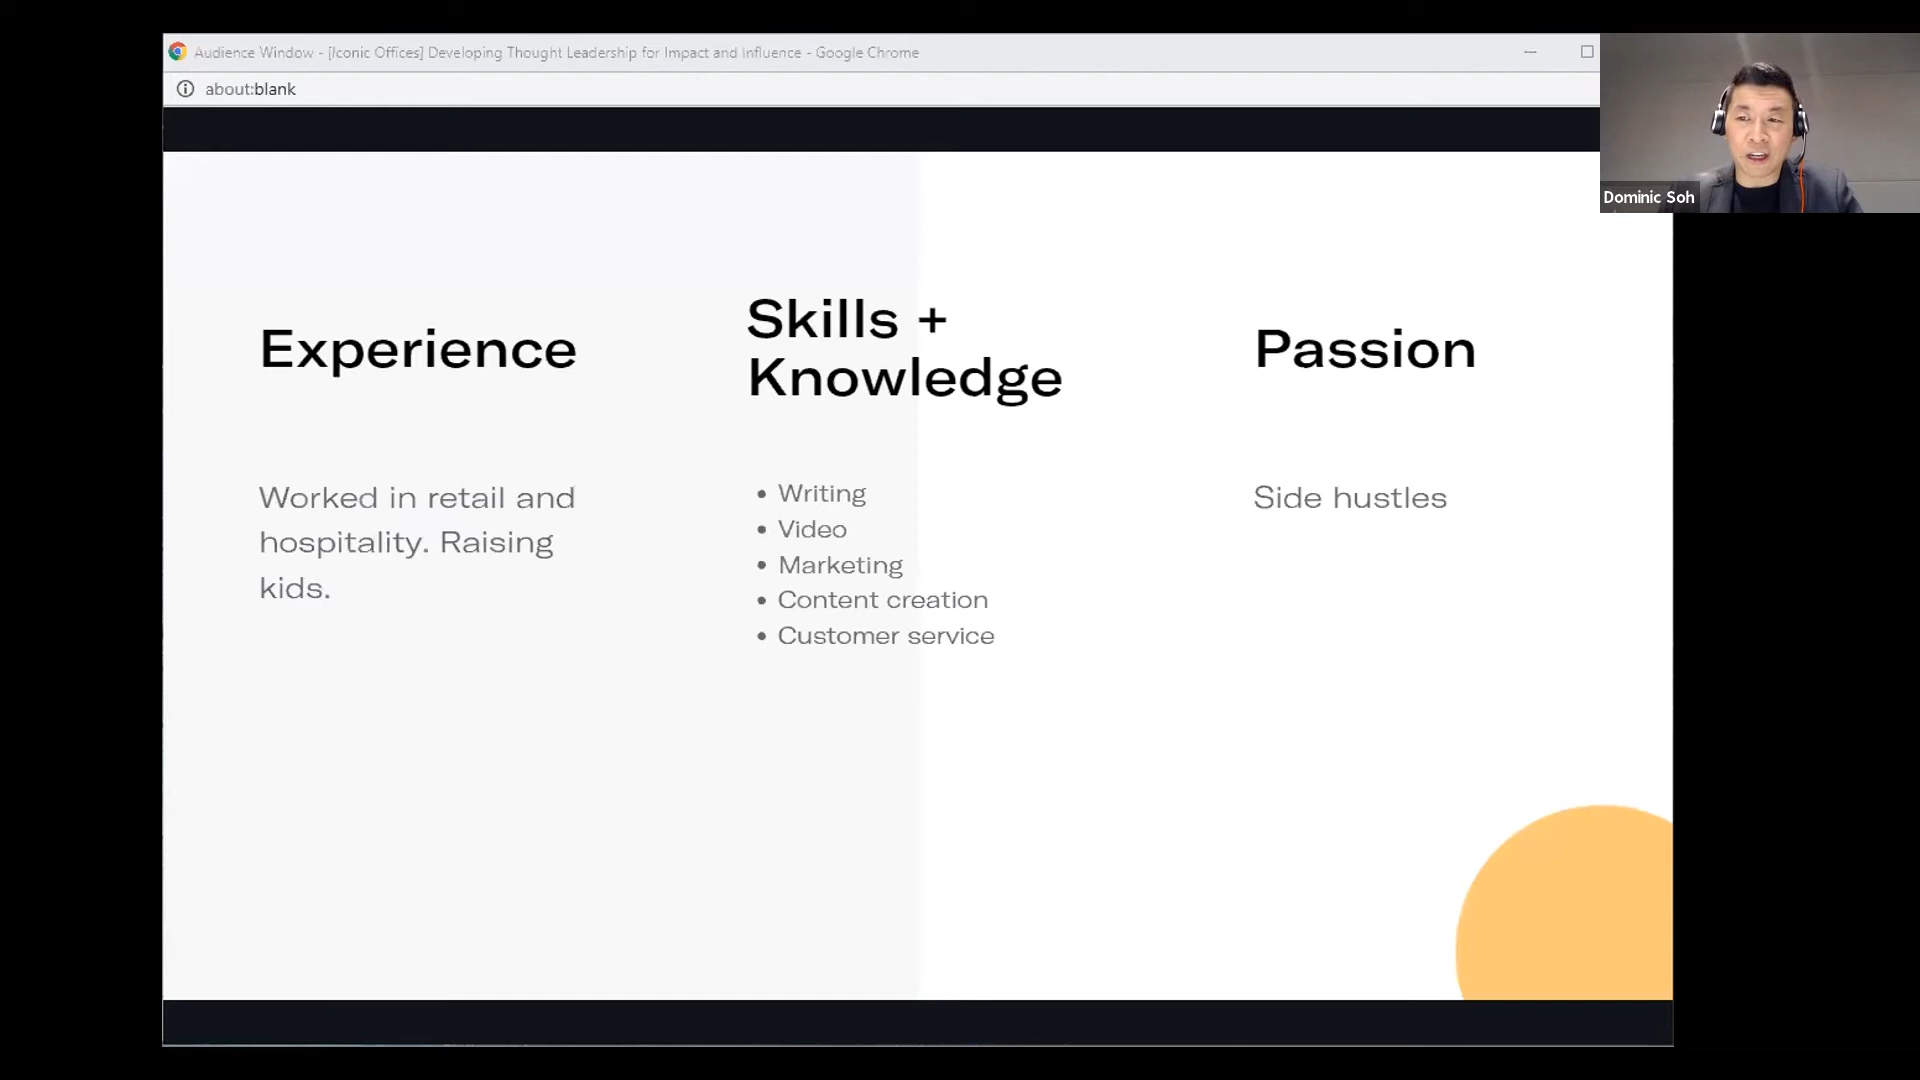 Audience Window - [Iconic Offices] Developing Thought Leadership for Impact and Influence - Google Chrome
about:blank
Dominic Soh
Experience
Worked in retail and
hospitality. Raising
kids.
Skills +
Knowledge
• Writing
• Video
• Marketing
• Content creation
• Customer service
Passion
Side hustles